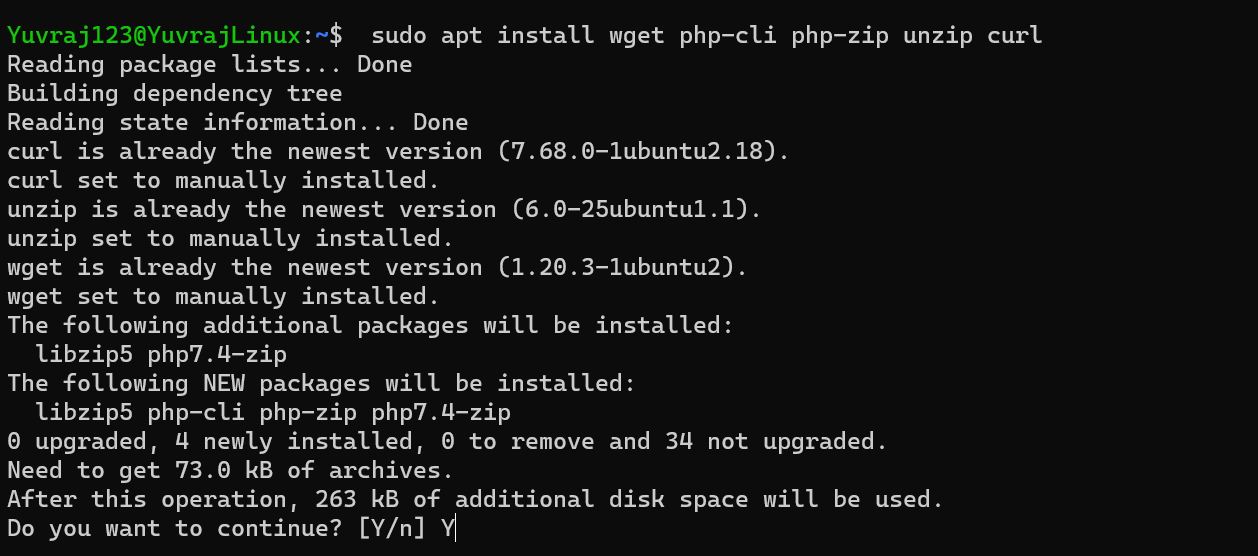 Yuvraj123@YuvrajLinux:~$  sudo apt install wget php-cli php-zip unzip curl
Reading package lists... Done
Building dependency tree
Reading state information... Done
curl is already the newest version (7.68.0-1ubuntu2.18).
curl set to manually installed.
unzip is already the newest version (6.0-25ubuntu1.1).
unzip set to manually installed.
wget is already the newest version (1.20.3-1ubuntu2).
wget set to manually installed.
The following additional packages will be installed:
  libzip5 php7.4-zip
The following NEW packages will be installed:
  libzip5 php-cli php-zip php7.4-zip
0 upgraded, 4 newly installed, 0 to remove and 34 not upgraded.
Need to get 73.0 kB of archives.
After this operation, 263 kB of additional disk space will be used.
Do you want to continue? [Y/n] Y